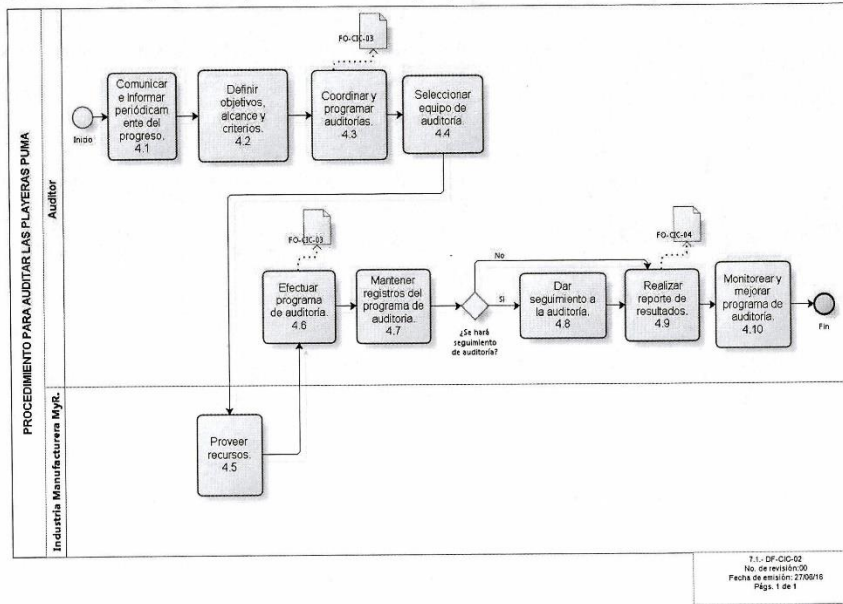 PROCEDIMIENTO PARA AUDITAR LAS PLAYERAS PUMA
Auditor
Industria Manufacturera MyR.
Inicio
Comunicar
e Informar
periódicam
ente del
progreso.
4.1
Definir
objetivos,
alcance y
criterios.
4.2
FO-CIC-03
Coordinar y
programar
auditorías.
4.3
Seleccionar
equipo de
auditoría.
4.4
Proveer
recursos.
4.5
FO-CIC-03
Efectuar
programa
de auditoría.
4.6
Mantener
registros del
programa de
auditoría.
4.7
¿Se hará
seguimiento
de auditoría?
No
Si
Dar
seguimiento a
la auditoría.
4.8
FO-CIC-04
Realizar
reporte de
resultados.
4.9
Monitorear y
mejorar
programa de
auditoría.
4.10
Fin
7.1.- DF-CIC-02
No. de revisión:00
Fecha de emisión: 27/06/16
Págs. 1 de 1